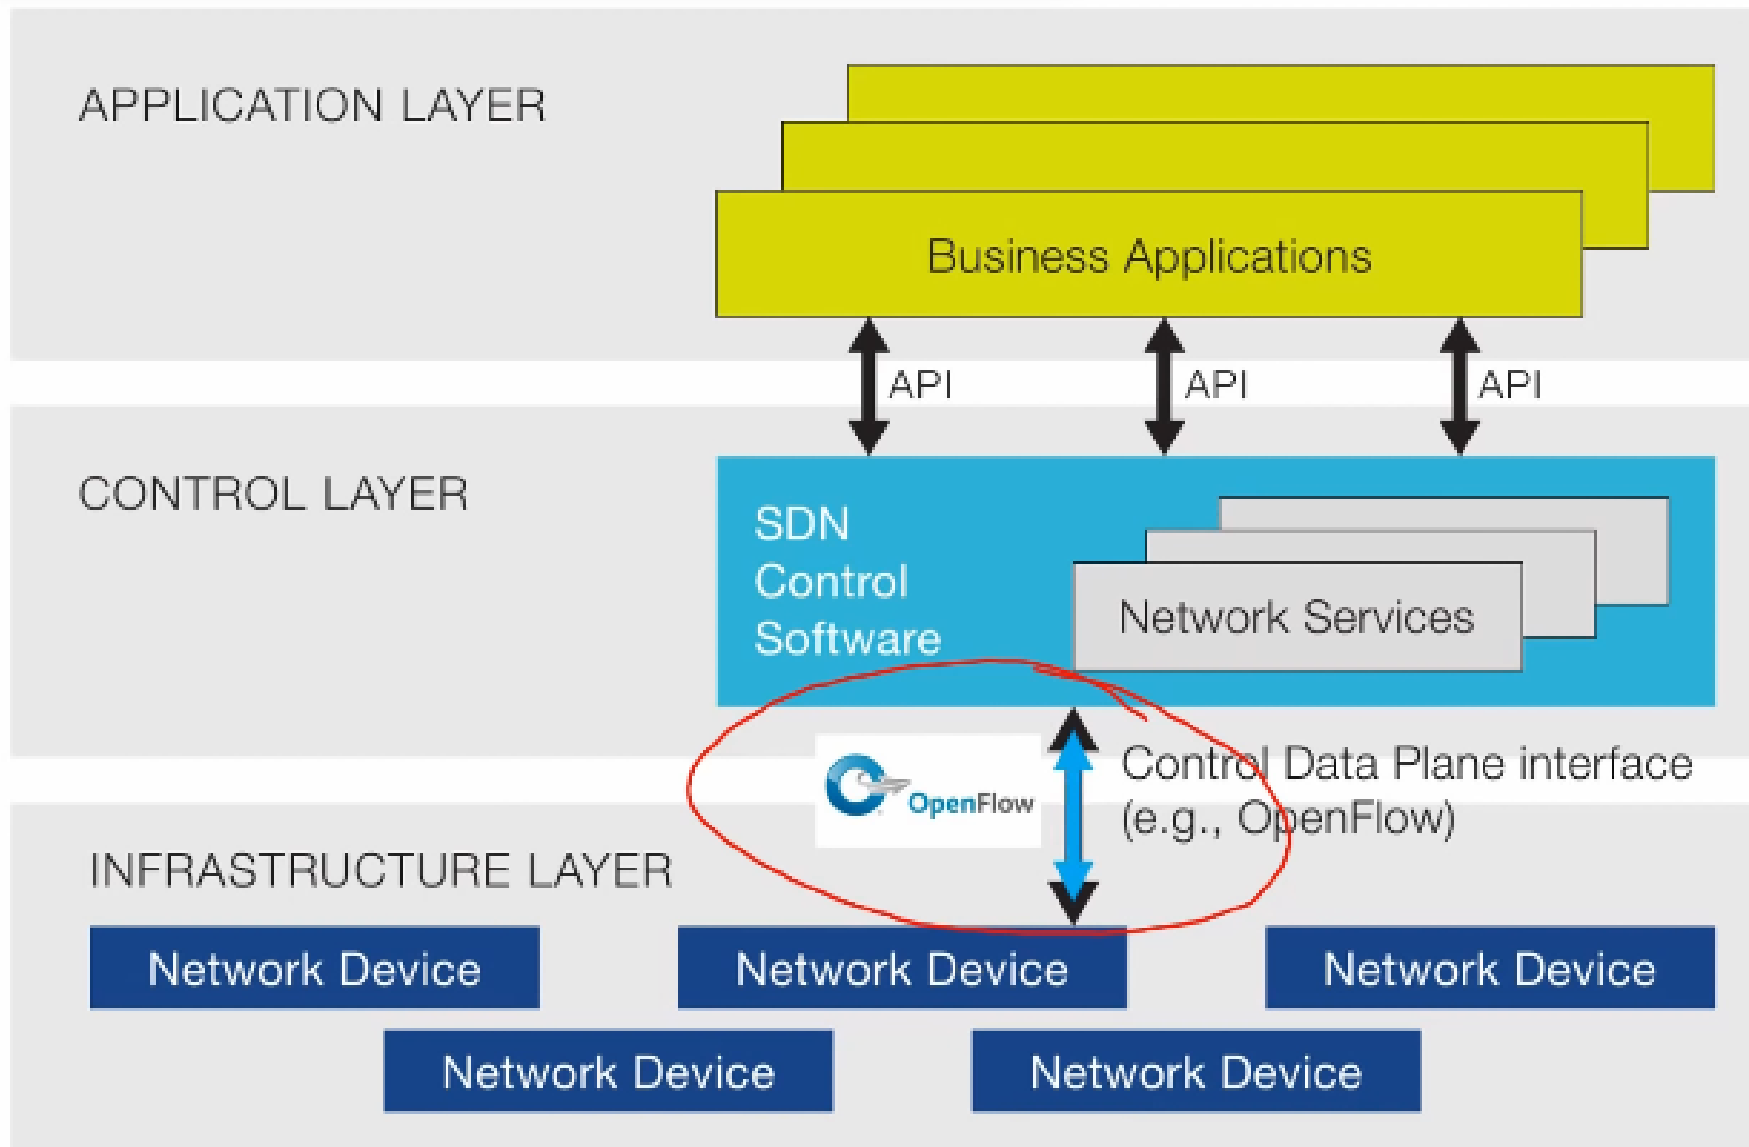 APPLICATION LAYER
Business Applications
API
API
API
CONTROL LAYER
SDN
Control
Software
Network Services
OpenFlow
Control Data Plane interface
(e.g., OpenFlow)
INFRASTRUCTURE LAYER
Network Device
Network Device
Network Device
Network Device
Network Device